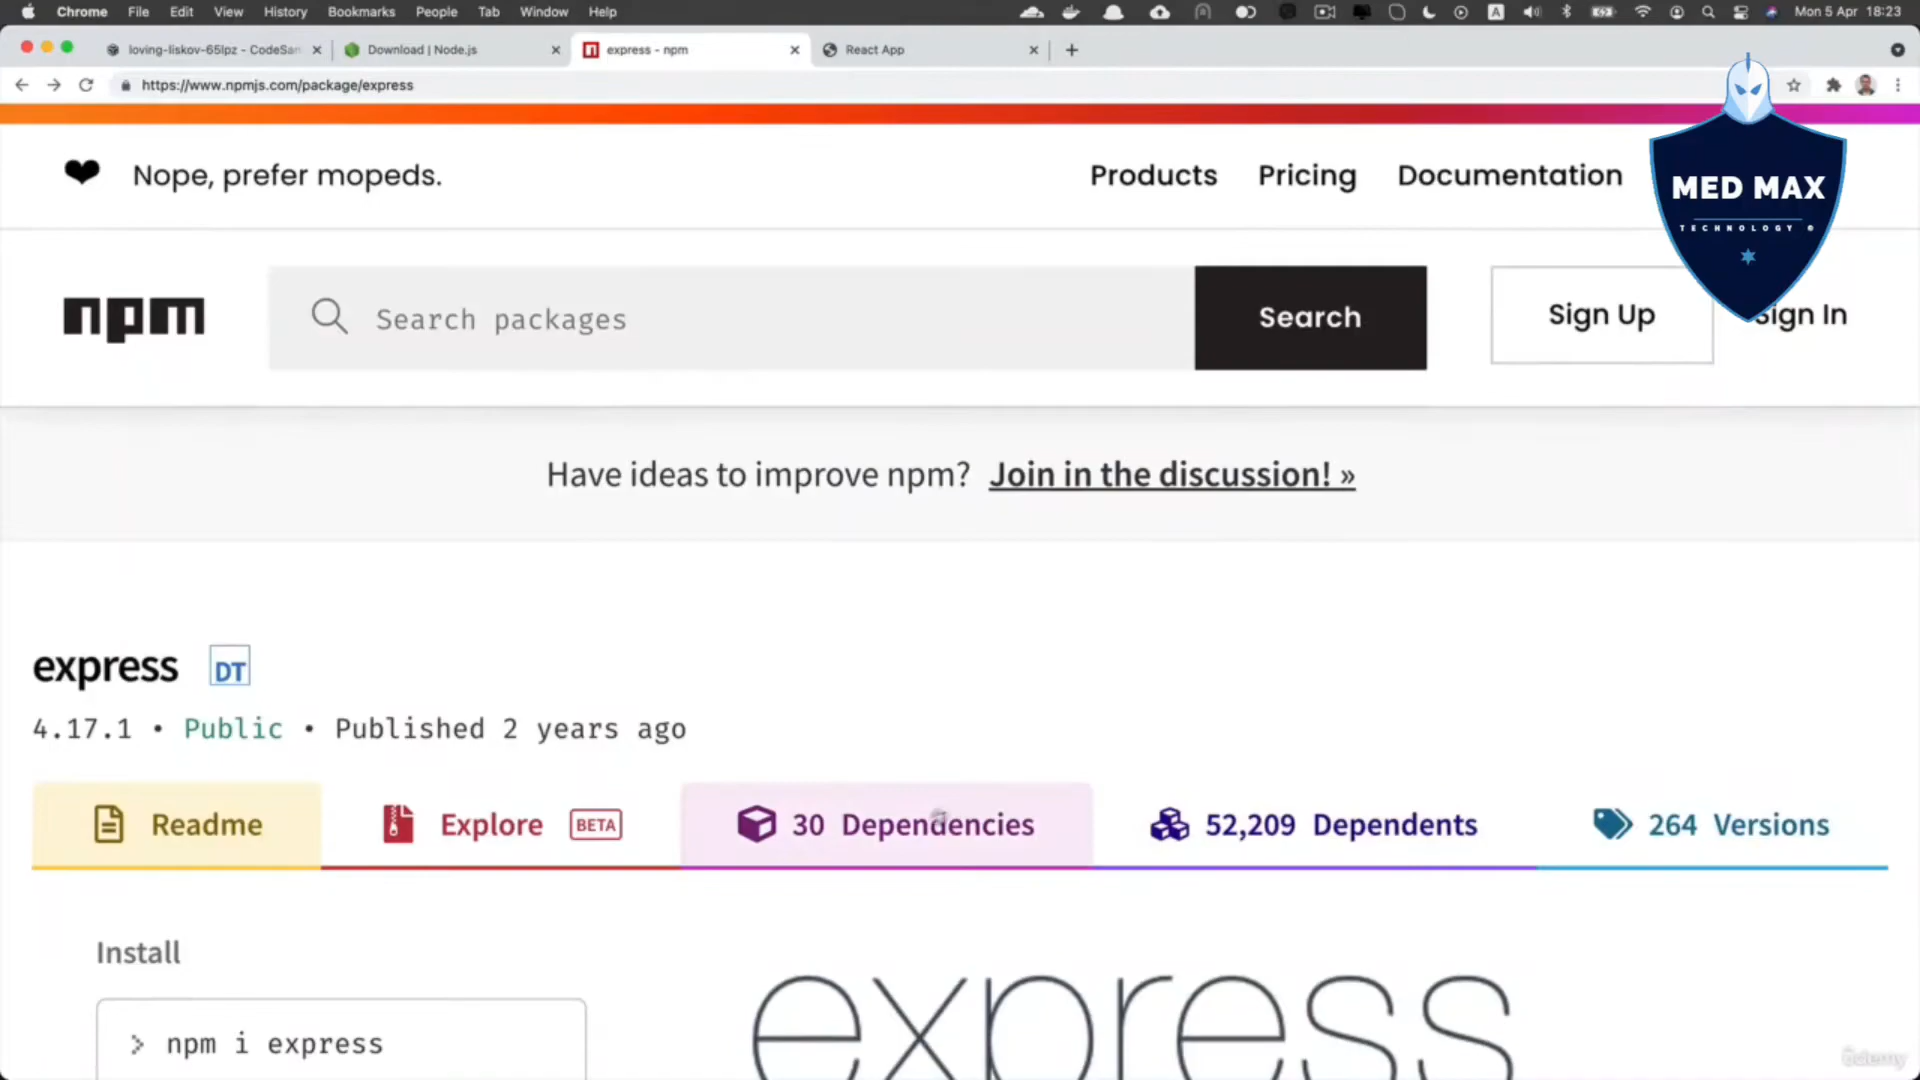 Chrome File Edit View History Bookmarks People Tab Window Help
A
Mon 5 Apr 18:23
loving-liskov-65lpz - CodeSan
Download | Node.js
express - npm
React App
https://www.npmjs.com/package/express
Nope, prefer mopeds.
Products Pricing Documentation
MED MAX
TECHNOLOGY
npm
Search packages
Search
Sign Up
Sign In
Have ideas to improve npm? Join in the discussion! »
express DT
4.17.1 • Public • Published 2 years ago
Readme
Explore BETA
30 Dependencies
52,209 Dependents
264 Versions
Install
> npm i express
express
ûdemy